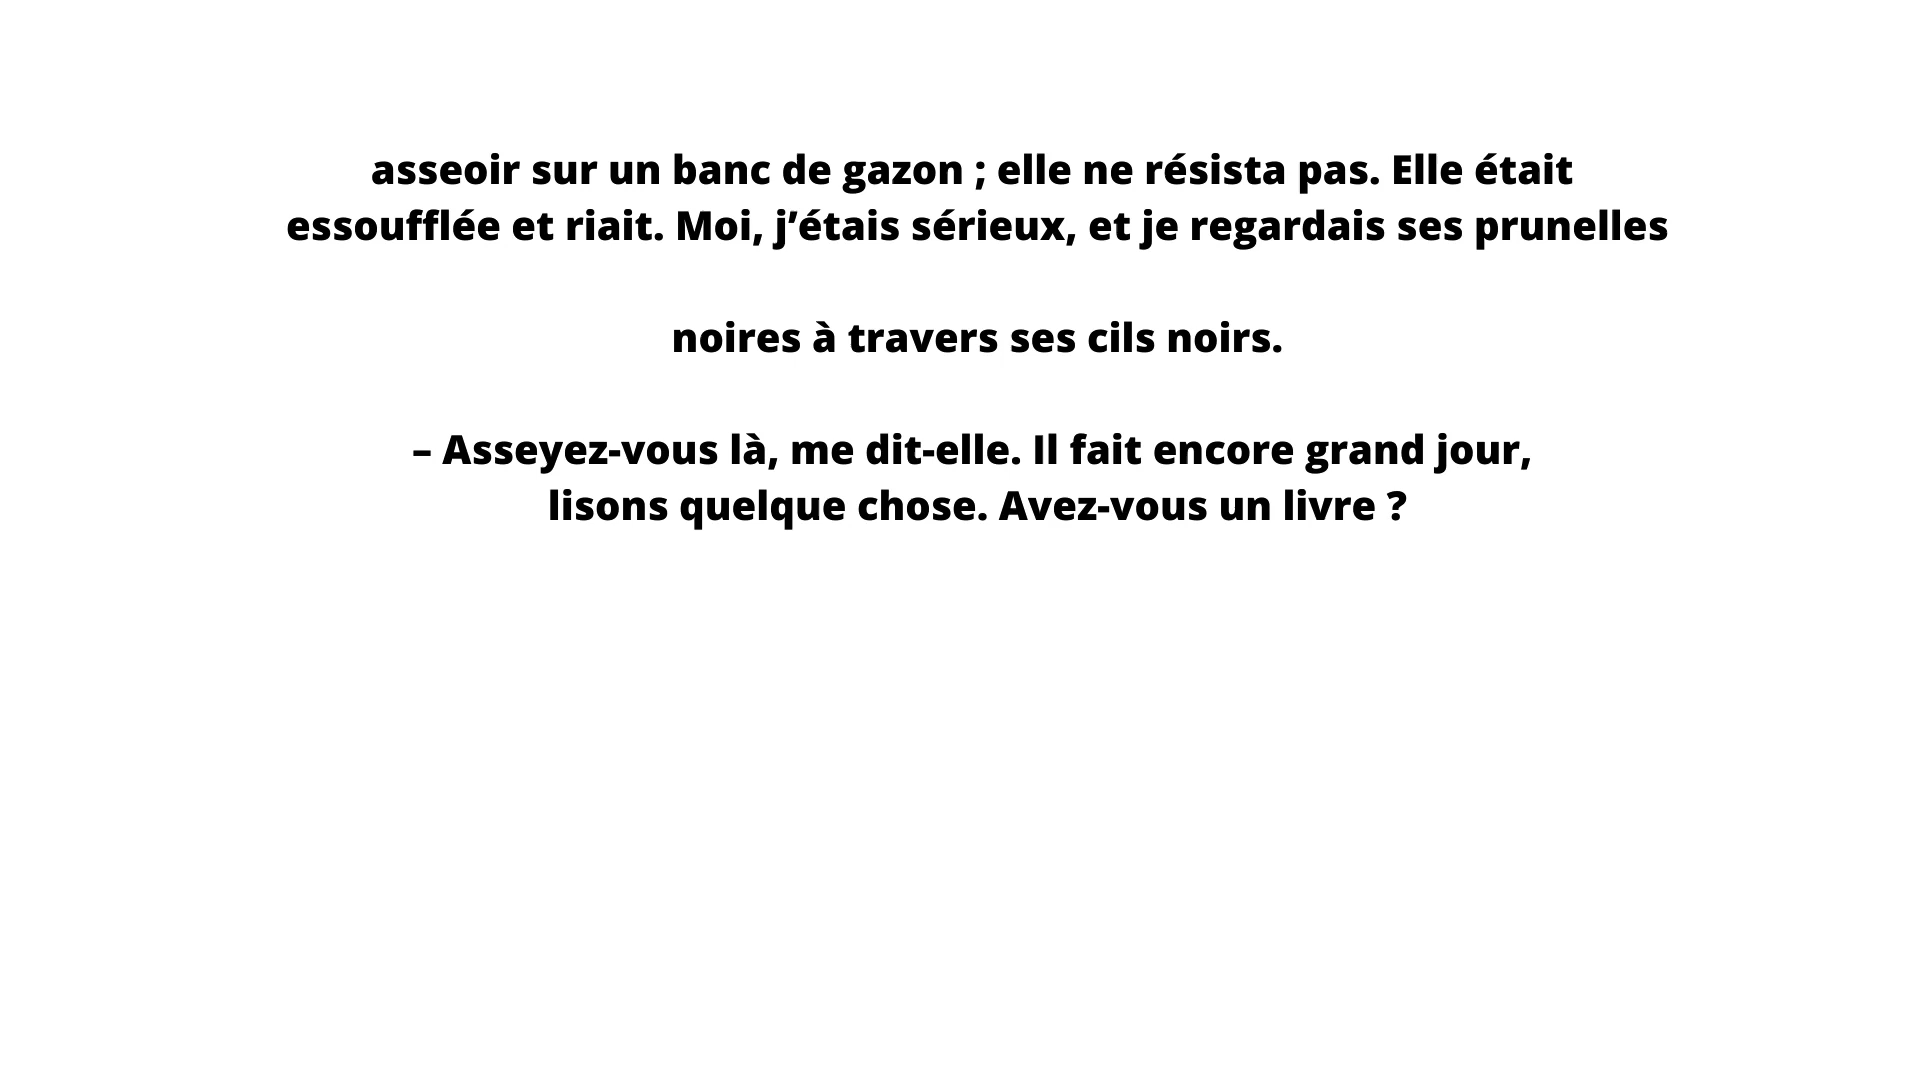 asseoir sur un banc de gazon ; elle ne résista pas. Elle était
essoufflée et riait. Moi, j’étais sérieux, et je regardais ses prunelles
noires à travers ses cils noirs.
– Asseyez-vous là, me dit-elle. Il fait encore grand jour,
lisons quelque chose. Avez-vous un livre ?